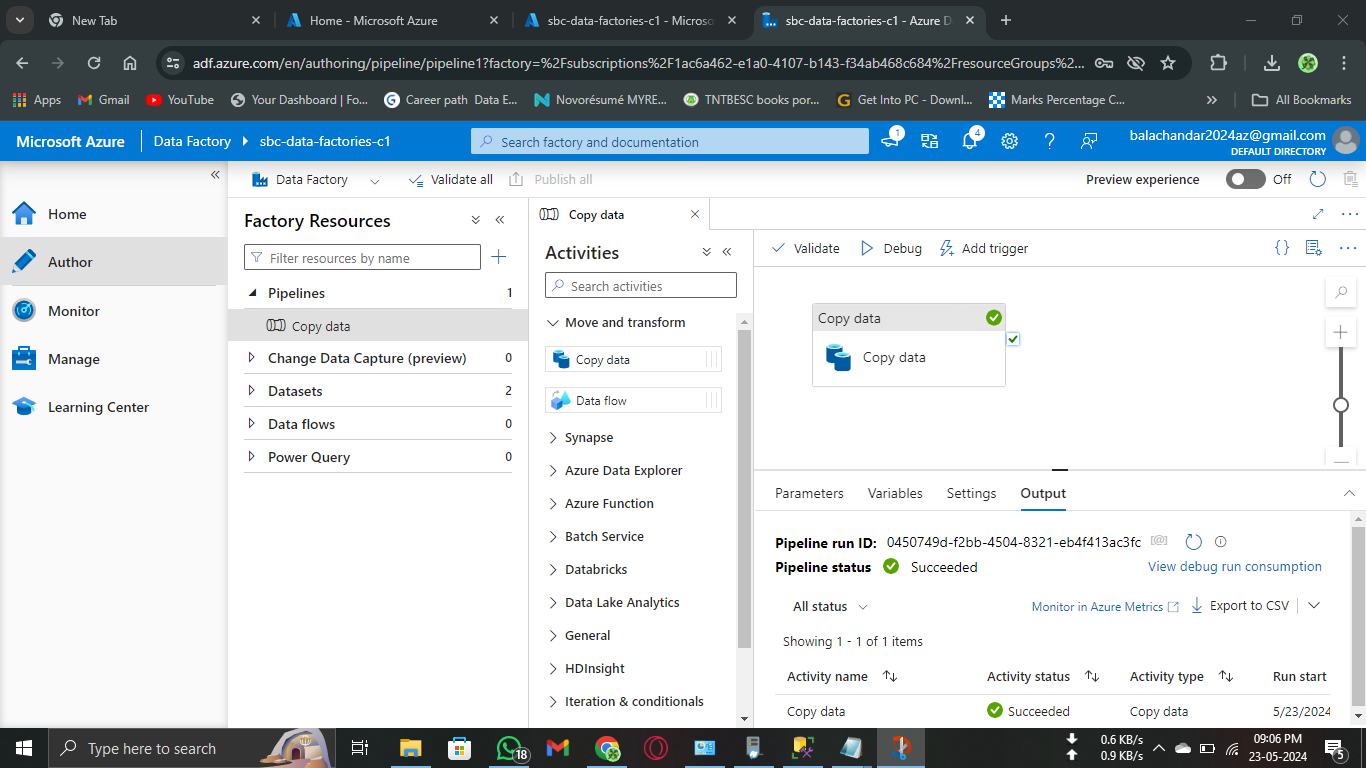 New Tab
Home - Microsoft Azure
sbc-data-factories-c1 - Microso
sbc-data-factories-c1 - Azure D
adf.azure.com/en/authoring/pipeline/pipeline1?factory=%2Fsubscriptions%2F1ac6a462-e1a0-4107-b143-f34ab468c684%2FresourceGroups%2...
Apps
Gmail
YouTube
Your Dashboard | Fo...
Career path Data E...
Novorésumé MYRE...
TNTBESC books por...
Get Into PC - Downl...
Marks Percentage C...
All Bookmarks
Microsoft Azure
Data Factory
sbc-data-factories-c1
Search factory and documentation
1
4
balachandar2024az@gmail.com
DEFAULT DIRECTORY
Data Factory
Validate all
Publish all
Preview experience
Off
Home
Author
Monitor
Manage
Learning Center
Factory Resources
Filter resources by name
Pipelines 1
Copy data
Change Data Capture (preview) 0
Datasets 2
Data flows 0
Power Query 0
Copy data
Activities
Search activities
Move and transform
Copy data
Data flow
Synapse
Azure Data Explorer
Azure Function
Batch Service
Databricks
Data Lake Analytics
General
HDInsight
Iteration & conditionals
Validate
Debug
Add trigger
Copy data
Copy data
Parameters
Variables
Settings
Output
Pipeline run ID: 0450749d-f2bb-4504-8321-eb4f413ac3fc
Pipeline status Succeeded
View debug run consumption
All status
Monitor in Azure Metrics
Export to CSV
Showing 1 - 1 of 1 items
Activity name Activity status Activity type Run start
Copy data Succeeded Copy data 5/23/2024
Type here to search
18
0.6 KB/s
0.9 KB/s
09:06 PM
23-05-2024
5